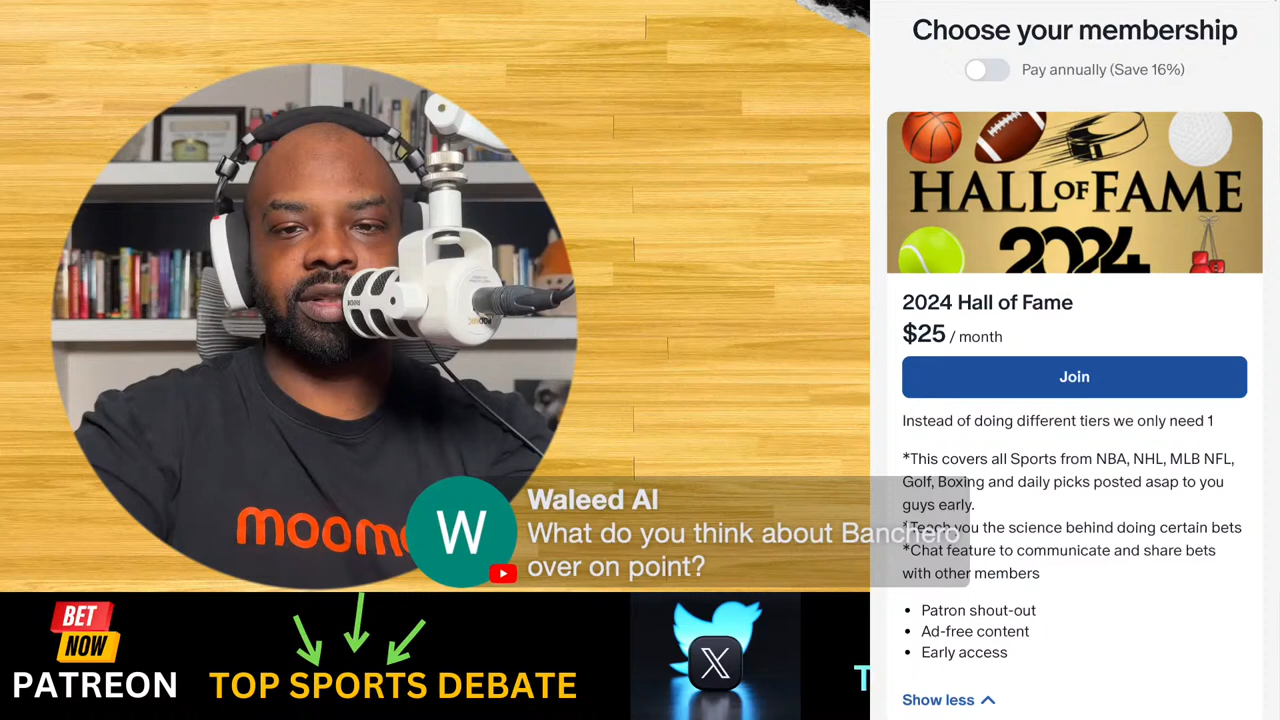 Choose your membership
Pay annually (Save 16%)
HALL OF FAME
2024
2024 Hall of Fame
$25 / month
Join
Instead of doing different tiers we only need 1
*This covers all Sports from NBA, NHL, MLB NFL,
Golf, Boxing and daily picks posted asap to you
guys early.
*Teach you the science behind doing certain bets
*Chat feature to communicate and share bets
with other members
• Patron shout-out
• Ad-free content
• Early access
Show less
moomo
W
Waleed Al
What do you think about Banchero
over on point?
BET
NOW
PATREON
TOP SPORTS DEBATE
X
T